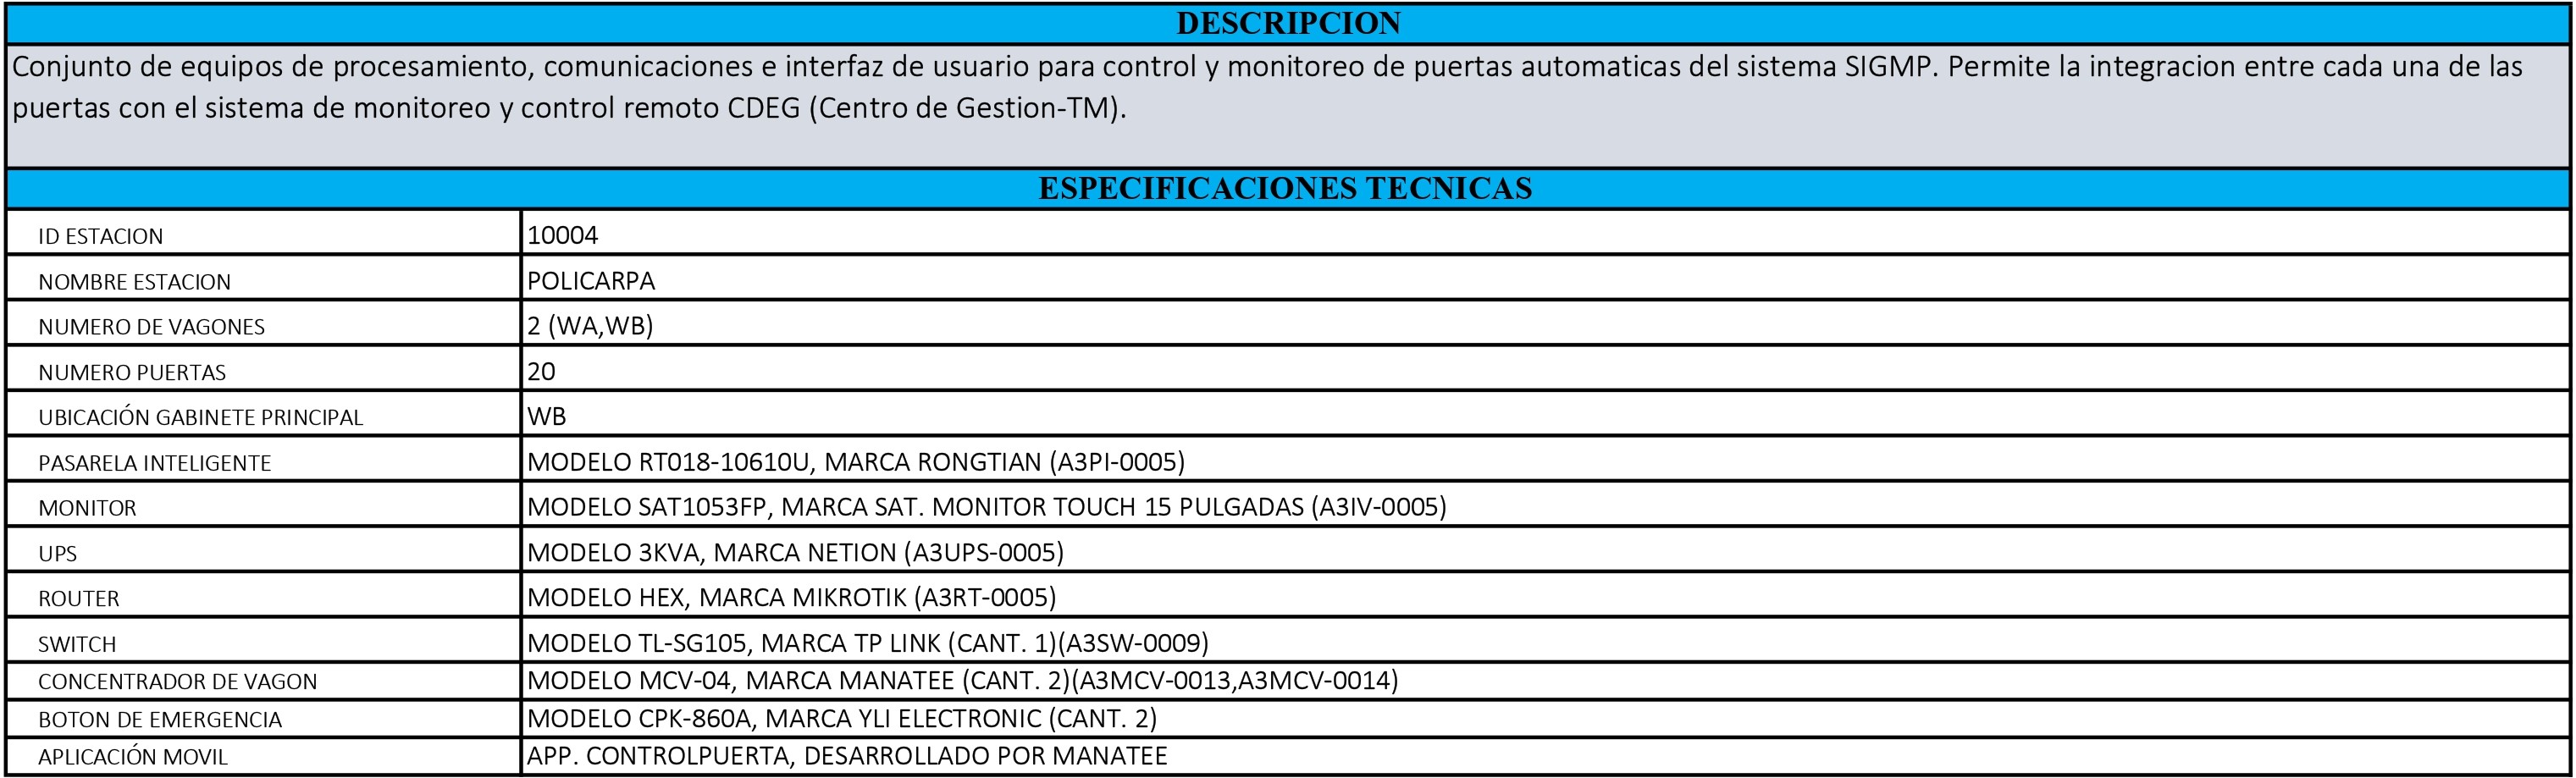 DESCRIPCION
Conjunto de equipos de procesamiento, comunicaciones e interfaz de usuario para control y monitoreo de puertas automaticas del sistema SIGMP. Permite la integracion entre cada una de las
puertas con el sistema de monitoreo y control remoto CDEG (Centro de Gestion-TM).
ESPECIFICACIONES TECNICAS
ID ESTACION 10004
NOMBRE ESTACION POLICARPA
NUMERO DE VAGONES 2 (WA,WB)
NUMERO PUERTAS 20
UBICACIÓN GABINETE PRINCIPAL WB
PASARELA INTELIGENTE MODELO RT018-10610U, MARCA RONGTIAN (A3PI-0005)
MONITOR MODELO SAT1053FP, MARCA SAT. MONITOR TOUCH 15 PULGADAS (A3IV-0005)
UPS MODELO 3KVA, MARCA NETION (A3UPS-0005)
ROUTER MODELO HEX, MARCA MIKROTIK (A3RT-0005)
SWITCH MODELO TL-SG105, MARCA TP LINK (CANT. 1)(A3SW-0009)
CONCENTRADOR DE VAGON MODELO MCV-04, MARCA MANATEE (CANT. 2)(A3MCV-0013,A3MCV-0014)
BOTON DE EMERGENCIA MODELO CPK-860A, MARCA YLI ELECTRONIC (CANT. 2)
APLICACIÓN MOVIL APP. CONTROLPUERTA, DESARROLLADO POR MANATEE